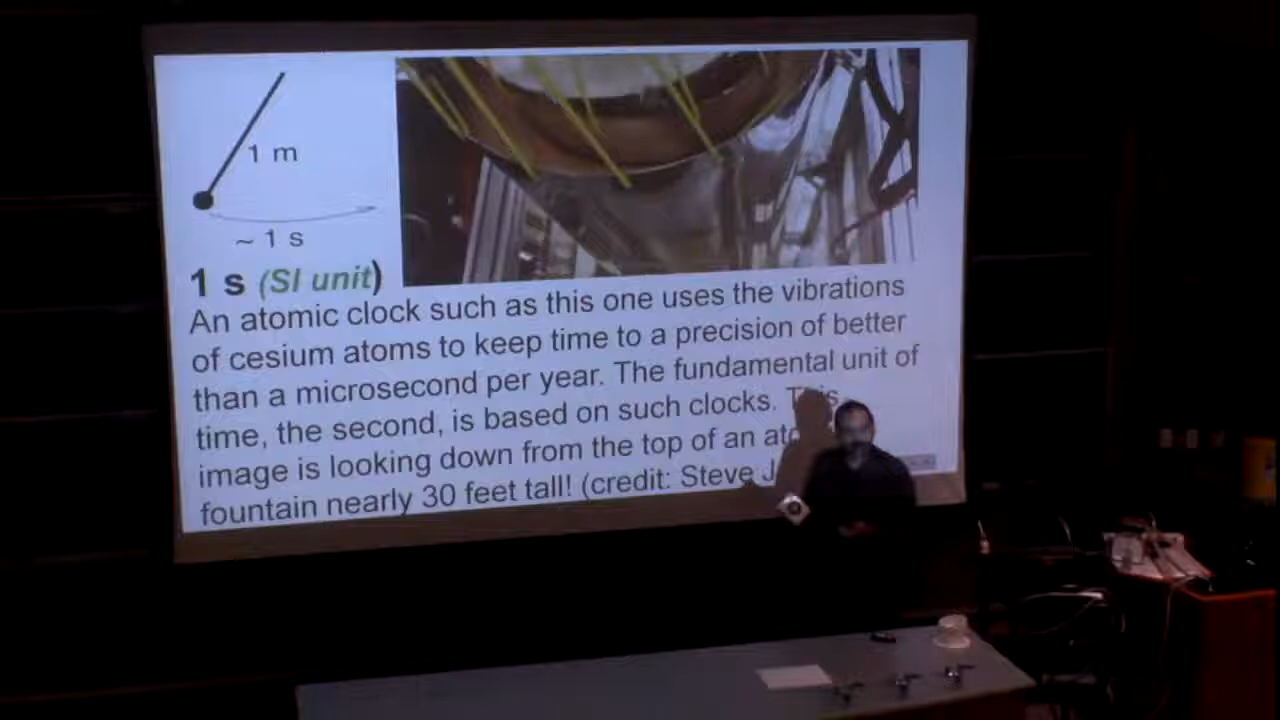 1 m
~ 1 s
1 s (SI unit)
An atomic clock such as this one uses the vibrations
of cesium atoms to keep time to a precision of better
than a microsecond per year. The fundamental unit of
time, the second, is based on such clocks. This
image is looking down from the top of an
fountain nearly 30 feet tall! (credit: Steve